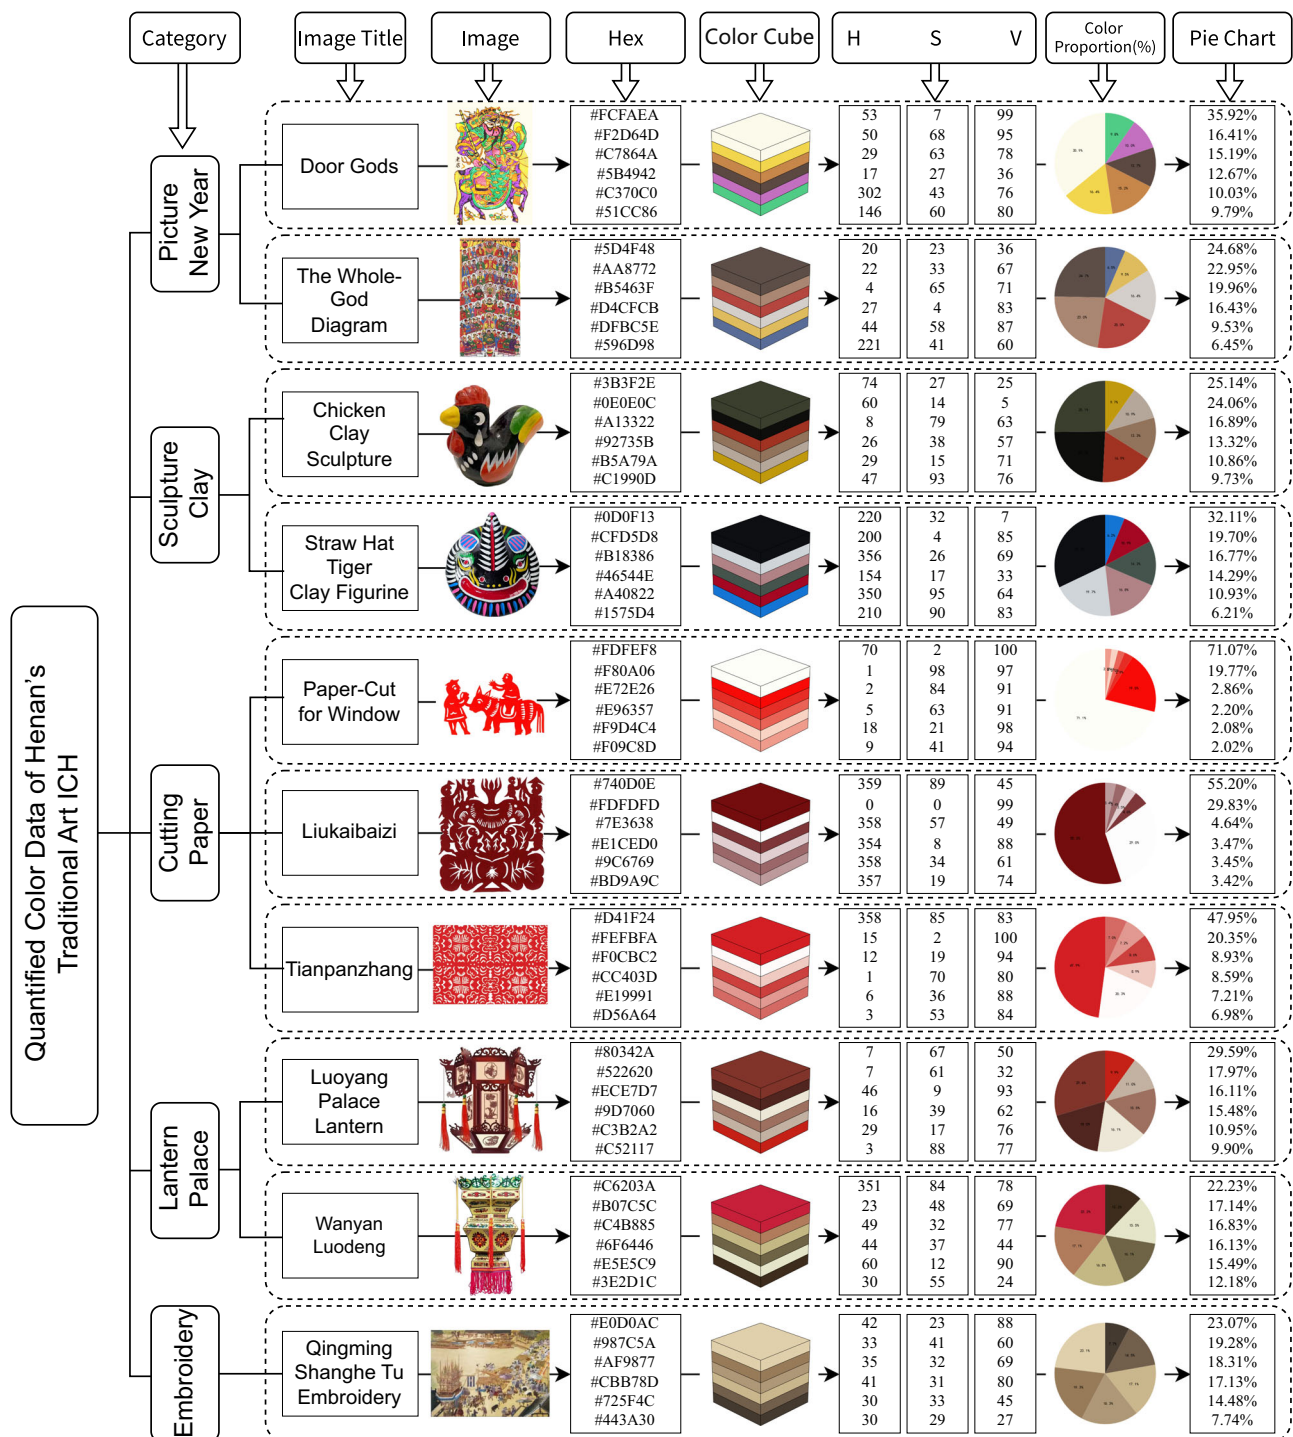 Category
Image Title
Image
Hex
Color Cube
H S V
Color
Proportion(%)
Pie Chart
Quantified Color Data of Henan's
Traditional Art ICH
Picture
New Year
Door Gods
#FCFAEA 53 7 99 35.92%
#F2D64D 50 68 95 16.41%
#C7864A 29 63 78 15.19%
#5B4942 17 27 36 12.67%
#C370C0 302 43 76 10.03%
#51CC86 146 60 80 9.79%
The Whole-
God
Diagram
#5D4F48 20 23 36 24.68%
#AA8772 22 33 67 22.95%
#B5463F 4 65 71 19.96%
#D4CFCB 27 4 83 16.43%
#DFBC5E 44 58 87 9.53%
#596D98 221 41 60 6.45%
Sculpture
Clay
Chicken
Clay
Sculpture
#3B3F2E 74 27 25 25.14%
#0E0E0C 60 14 5 24.06%
#A13322 8 79 63 16.89%
#92735B 26 38 57 13.32%
#B5A79A 29 15 71 10.86%
#C1990D 47 93 76 9.73%
Straw Hat
Tiger
Clay Figurine
#0D0F13 220 32 7 32.11%
#CFD5D8 200 4 85 19.70%
#B18386 356 26 69 16.77%
#46544E 154 17 33 14.29%
#A40822 350 95 64 10.93%
#1575D4 210 90 83 6.21%
Cutting
Paper
Paper-Cut
for Window
#FDFEF8 70 2 100 71.07%
#F80A06 1 98 97 19.77%
#E72E26 2 84 91 2.86%
#E96357 5 63 91 2.20%
#F9D4C4 18 21 98 2.08%
#F09C8D 9 41 94 2.02%
Liukaibaizi
#740D0E 359 89 45 55.20%
#FDFDFD 0 0 99 29.83%
#7E3638 358 57 49 4.64%
#E1CED0 354 8 88 3.47%
#9C6769 358 34 61 3.45%
#BD9A9C 357 19 74 3.42%
Tianpanzhang
#D41F24 358 85 83 47.95%
#FEFBFA 15 2 100 20.35%
#F0CBC2 12 19 94 8.93%
#CC403D 1 70 80 8.59%
#E19991 6 36 88 7.21%
#D56A64 3 53 84 6.98%
Lantern
Palace
Luoyang
Palace
Lantern
#80342A 7 67 50 29.59%
#522620 7 61 32 17.97%
#ECE7D7 46 9 93 16.11%
#9D7060 16 39 62 15.48%
#C3B2A2 29 17 76 10.95%
#C52117 3 88 77 9.90%
Wanyan
Luodeng
#C6203A 351 84 78 22.23%
#B07C5C 23 48 69 17.14%
#C4B885 49 32 77 16.83%
#6F6446 44 37 44 16.13%
#E5E5C9 60 12 90 15.49%
#3E2D1C 30 55 24 12.18%
Embroidery
Qingming
Shanghe Tu
Embroidery
#E0D0AC 42 23 88 23.07%
#987C5A 33 41 60 19.28%
#AF9877 35 32 69 18.31%
#CBB78D 41 31 80 17.13%
#725F4C 30 33 45 14.48%
#443A30 30 29 27 7.74%